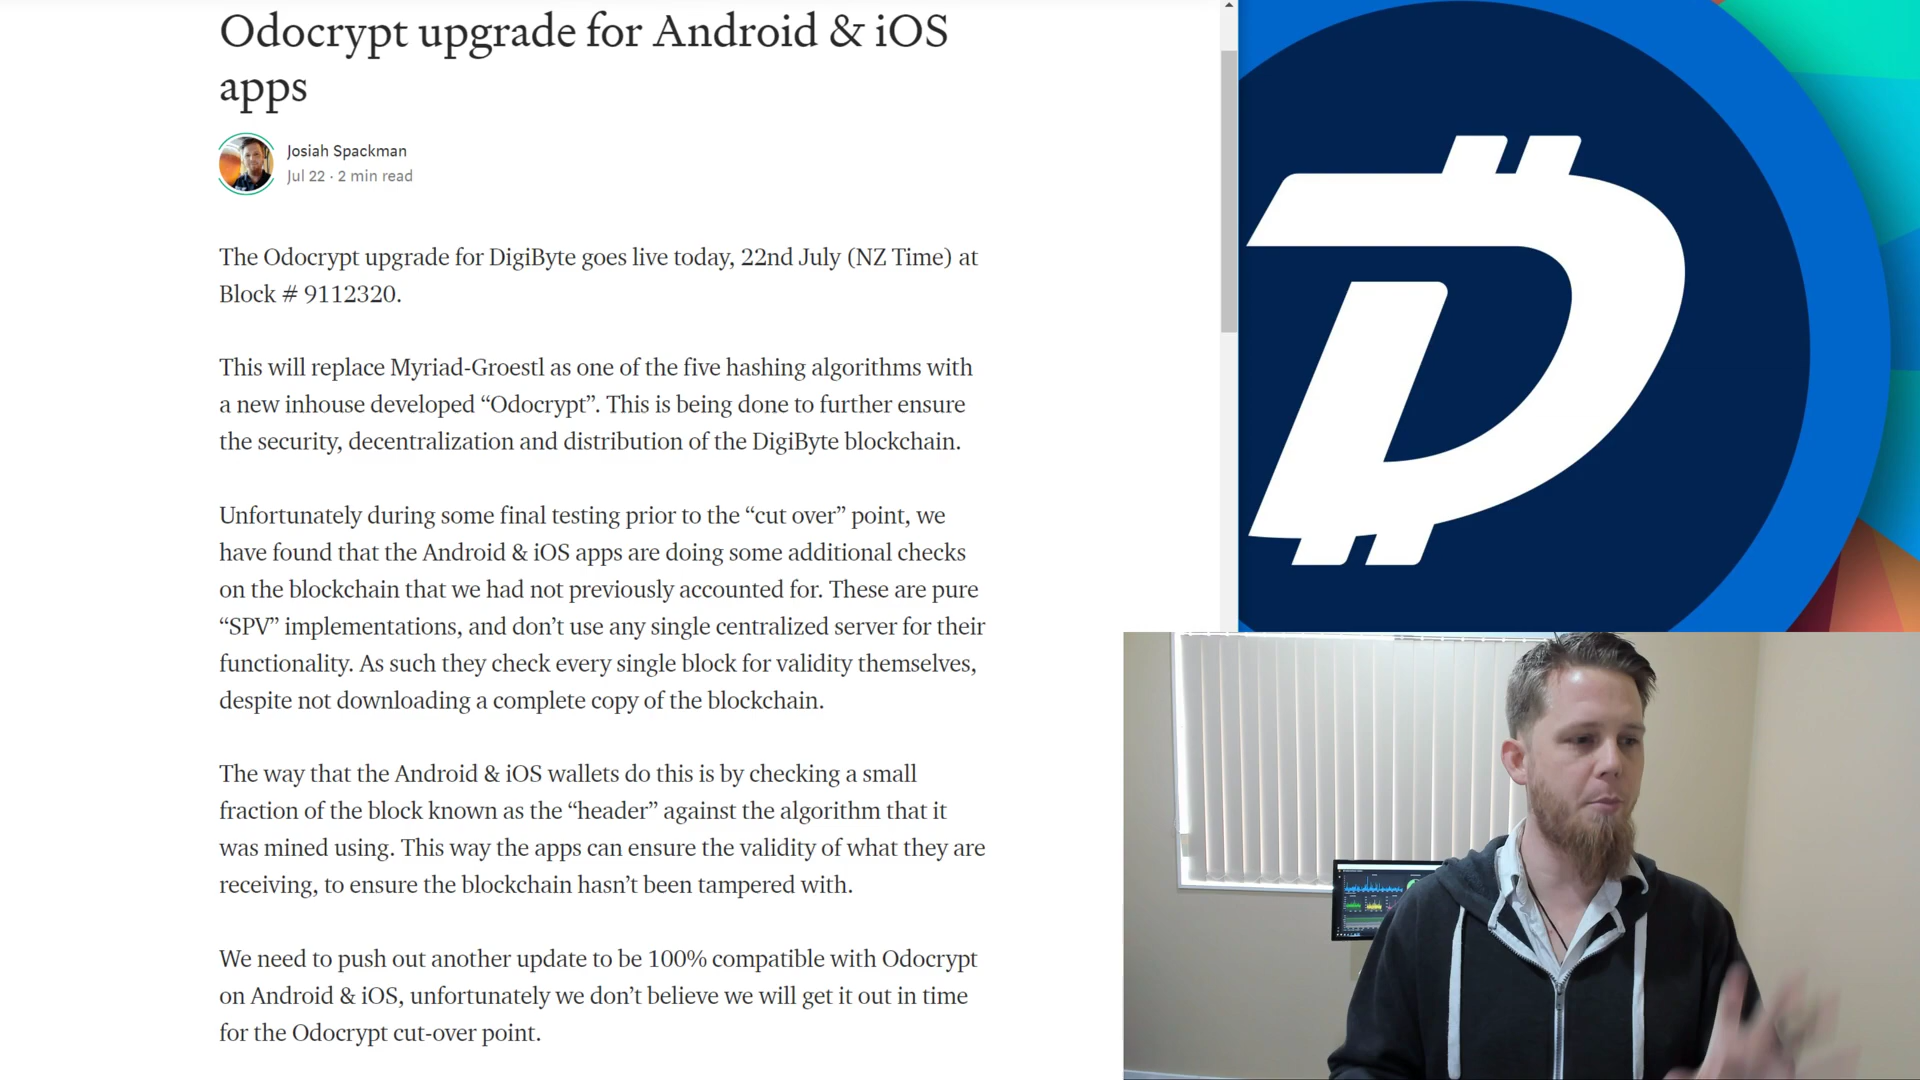 Odocrypt upgrade for Android & iOS
apps
Josiah Spackman
Jul 22 · 2 min read
The Odocrypt upgrade for DigiByte goes live today, 22nd July (NZ Time) at
Block # 9112320.
This will replace Myriad-Groestl as one of the five hashing algorithms with
a new inhouse developed “Odocrypt”. This is being done to further ensure
the security, decentralization and distribution of the DigiByte blockchain.
Unfortunately during some final testing prior to the “cut over” point, we
have found that the Android & iOS apps are doing some additional checks
on the blockchain that we had not previously accounted for. These are pure
“SPV” implementations, and don’t use any single centralized server for their
functionality. As such they check every single block for validity themselves,
despite not downloading a complete copy of the blockchain.
The way that the Android & iOS wallets do this is by checking a small
fraction of the block known as the “header” against the algorithm that it
was mined using. This way the apps can ensure the validity of what they are
receiving, to ensure the blockchain hasn’t been tampered with.
We need to push out another update to be 100% compatible with Odocrypt
on Android & iOS, unfortunately we don’t believe we will get it out in time
for the Odocrypt cut-over point.